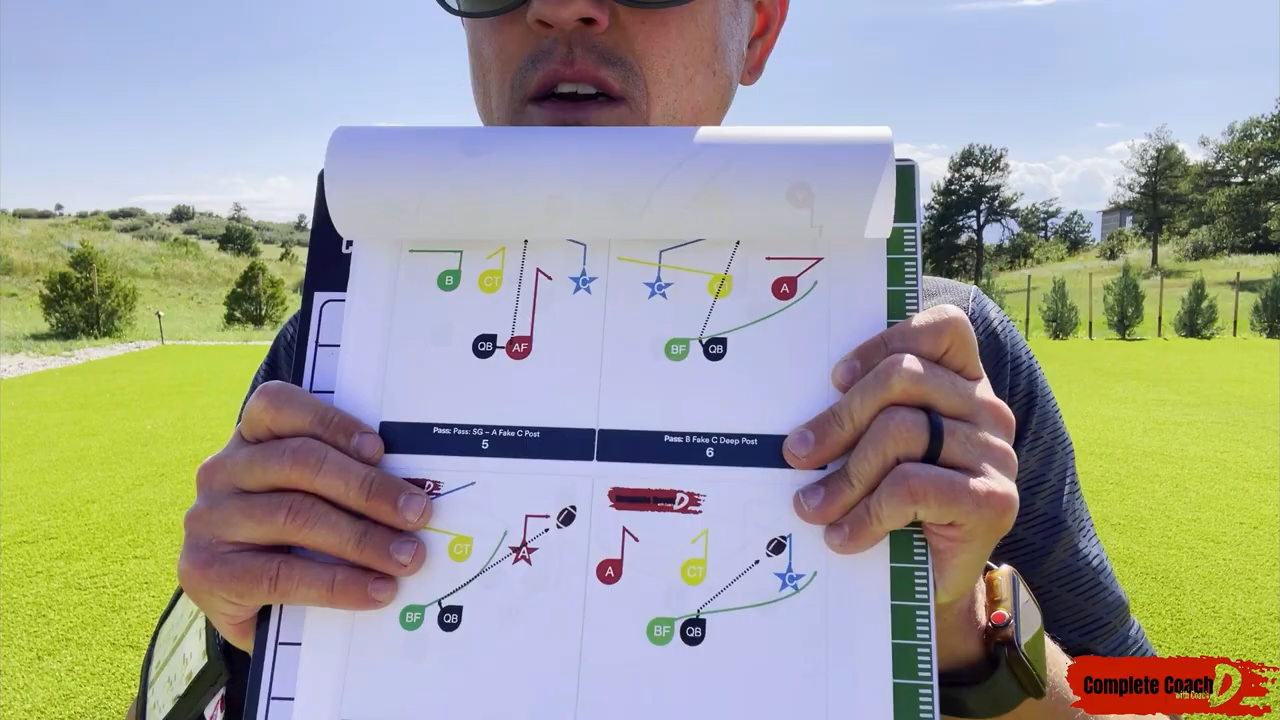 C
B
CT
C
QB
AF
C
A
BF
QB
Pass: Pass: SG – A Fake C Post
5
Pass: B Fake C Deep Post
6
D
D
CT
A
BF
QB
A
CT
C
BF
QB
Complete Coach D